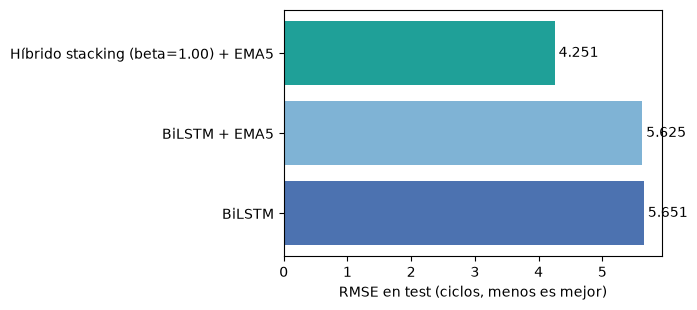 Híbrido stacking (beta=1.00) + EMA5
4.251
BiLSTM + EMA5
5.625
BiLSTM
5.651
0 1 2 3 4 5
RMSE en test (ciclos, menos es mejor)